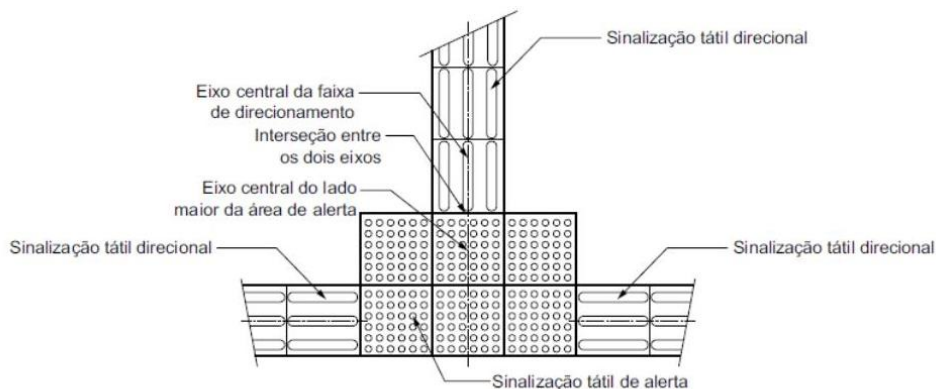 Sinalização tátil direcional
Eixo central da faixa
de direcionamento
Interseção entre
os dois eixos
Eixo central do lado
maior da área de alerta
Sinalização tátil direcional
Sinalização tátil direcional
Sinalização tátil de alerta